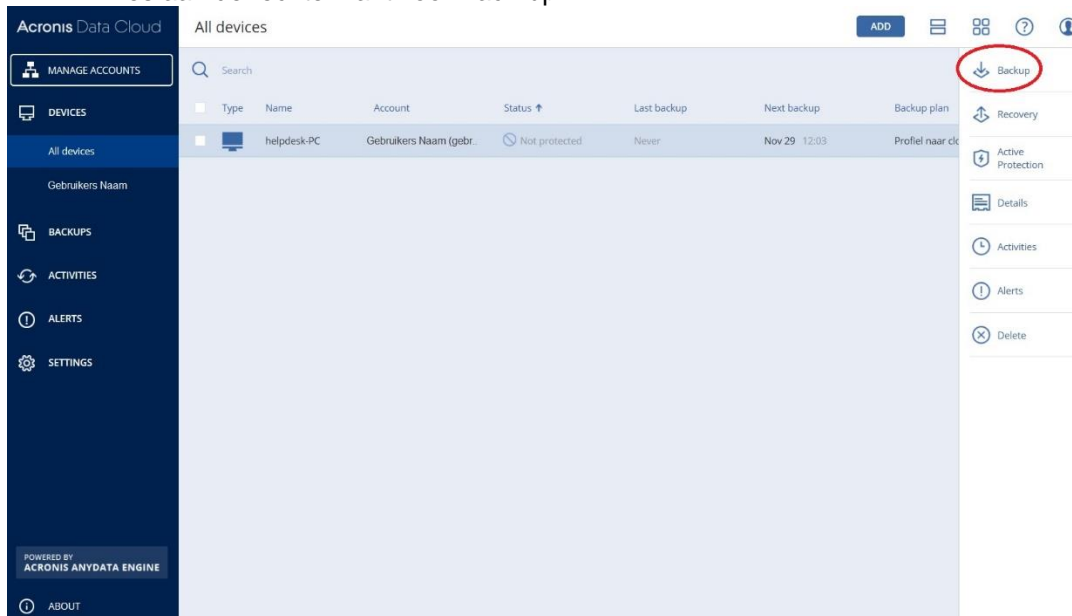 Acronis Data Cloud
All devices
ADD
MANAGE ACCOUNTS
Search
Backup
DEVICES
Type Name Account Status ↑ Last backup Next backup Backup plan
Recovery
All devices
helpdesk-PC Gebruikers Naam (gebr.. Not protected Never Nov 29 12:03 Profiel naar clo
Active
Protection
Gebruikers Naam
Details
BACKUPS
Activities
ACTIVITIES
Alerts
ALERTS
Delete
SETTINGS
POWERED BY
ACRONIS ANYDATA ENGINE
ABOUT